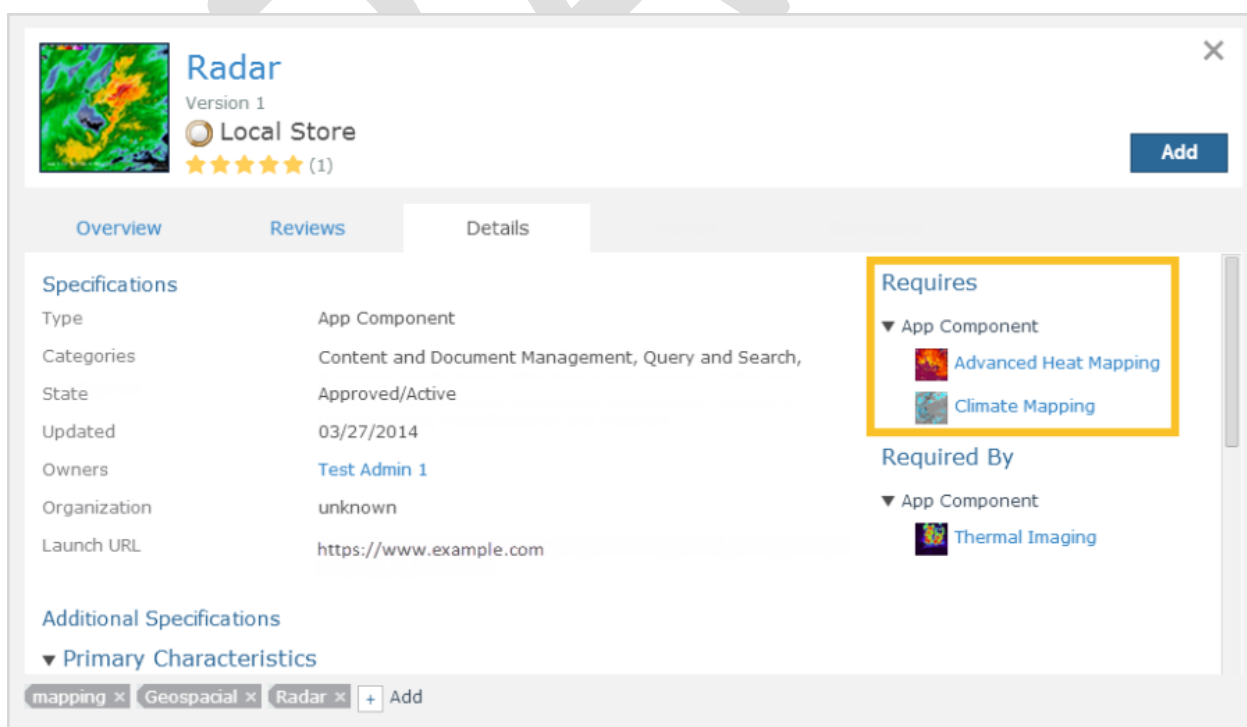 Radar
Version 1
Local Store
(1)
Add
Overview Reviews Details
Specifications
Type App Component
Categories Content and Document Management, Query and Search,
State Approved/Active
Updated 03/27/2014
Owners Test Admin 1
Organization unknown
Launch URL https://www.example.com
Additional Specifications
Primary Characteristics
Requires
App Component
Advanced Heat Mapping
Climate Mapping
Required By
App Component
Thermal Imaging
mapping × Geospacial × Radar × + Add